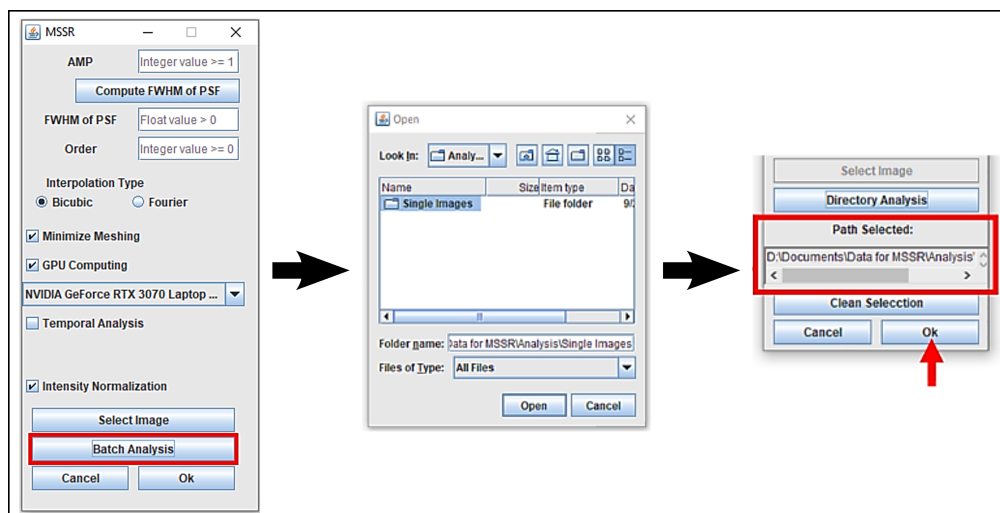 MSSR
AMP Integer value >= 1
Compute FWHM of PSF
FWHM of PSF Float value > 0
Order Integer value >= 0
Interpolation Type
Bicubic Fourier
Minimize Meshing
GPU Computing
NVIDIA GeForce RTX 3070 Laptop ...
Temporal Analysis
Intensity Normalization
Select Image
Batch Analysis
Cancel Ok
Open
Look In: Analy...
Name Size Item type Da
Single Images File folder 9/
Folder name: Data for MSSR\Analysis\Single Images
Files of Type: All Files
Open Cancel
Select Image
Directory Analysis
Path Selected:
D:\Documents\Data for MSSR\Analysis\
Clean Selecction
Cancel Ok